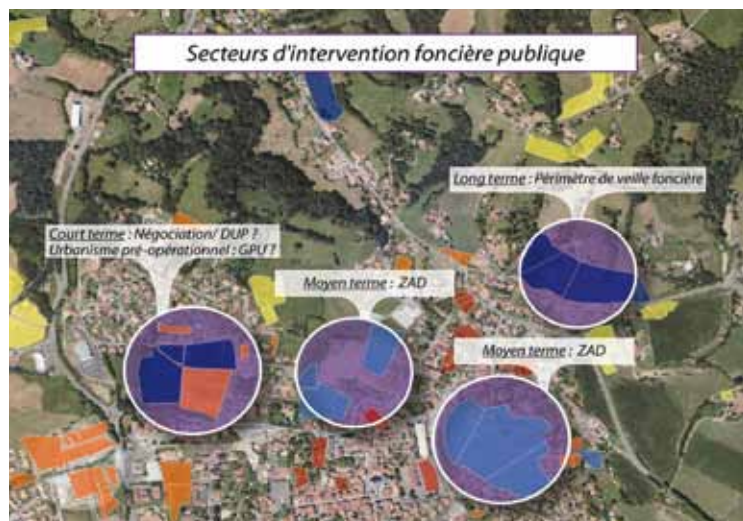 Secteurs d'intervention foncière publique
Long terme : Périmètre de veille foncière
Court terme : Négociation/ DUP ?
Urbanisme pré-opérationnel : GPU ?
Moyen terme : ZAD
Moyen terme : ZAD